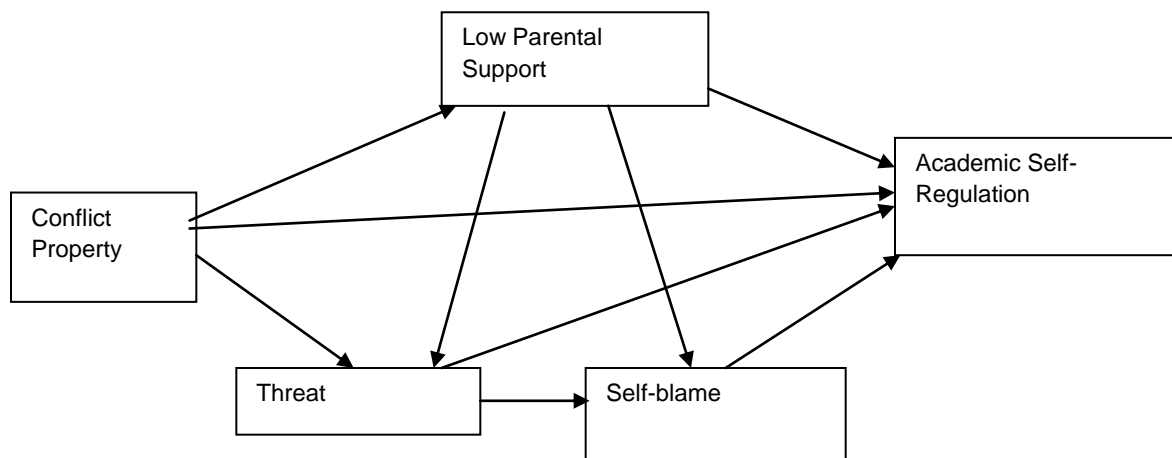 Low Parental
Support
Academic Self-
Regulation
Conflict
Property
Threat
Self-blame